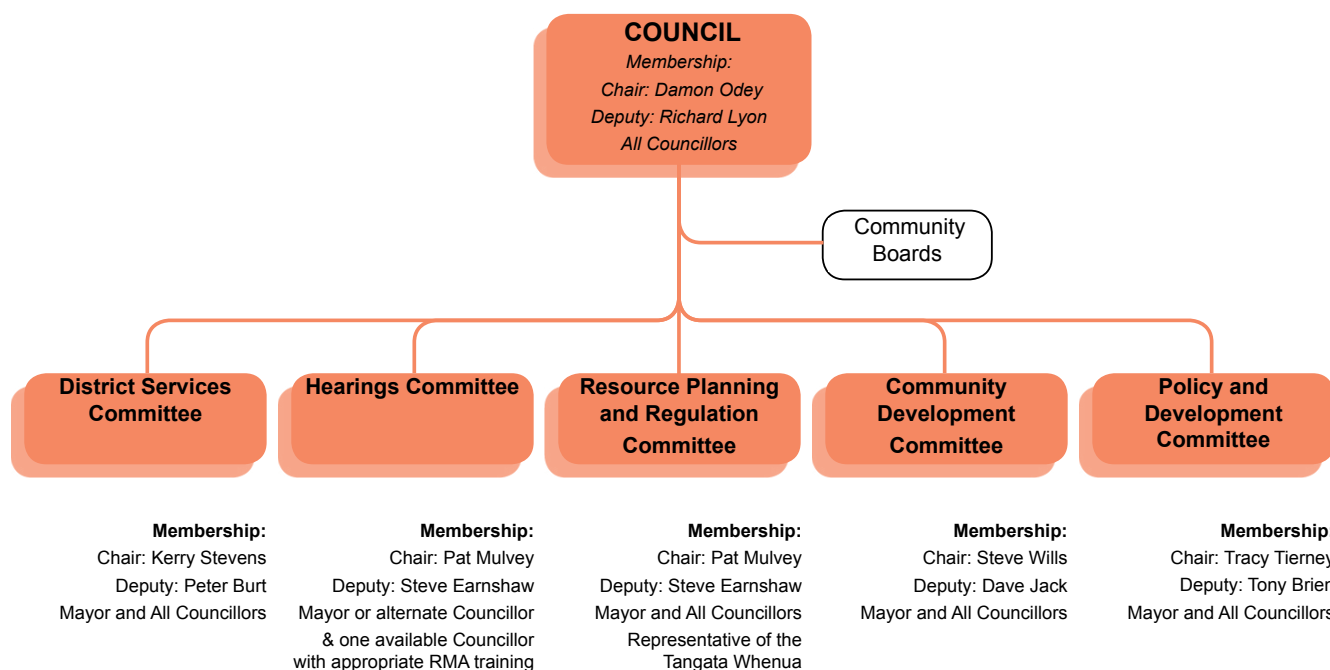 COUNCIL
Membership:
Chair: Damon Odey
Deputy: Richard Lyon
All Councillors
Community
Boards
District Services
Committee
Hearings Committee
Resource Planning
and Regulation
Committee
Community
Development
Committee
Policy and
Development
Committee
Membership:
Chair: Kerry Stevens
Deputy: Peter Burt
Mayor and All Councillors
Membership:
Chair: Pat Mulvey
Deputy: Steve Earnshaw
Mayor or alternate Councillor
& one available Councillor
with appropriate RMA training
Membership:
Chair: Pat Mulvey
Deputy: Steve Earnshaw
Mayor and All Councillors
Representative of the
Tangata Whenua
Membership:
Chair: Steve Wills
Deputy: Dave Jack
Mayor and All Councillors
Membership:
Chair: Tracy Tierney
Deputy: Tony Brien
Mayor and All Councillors